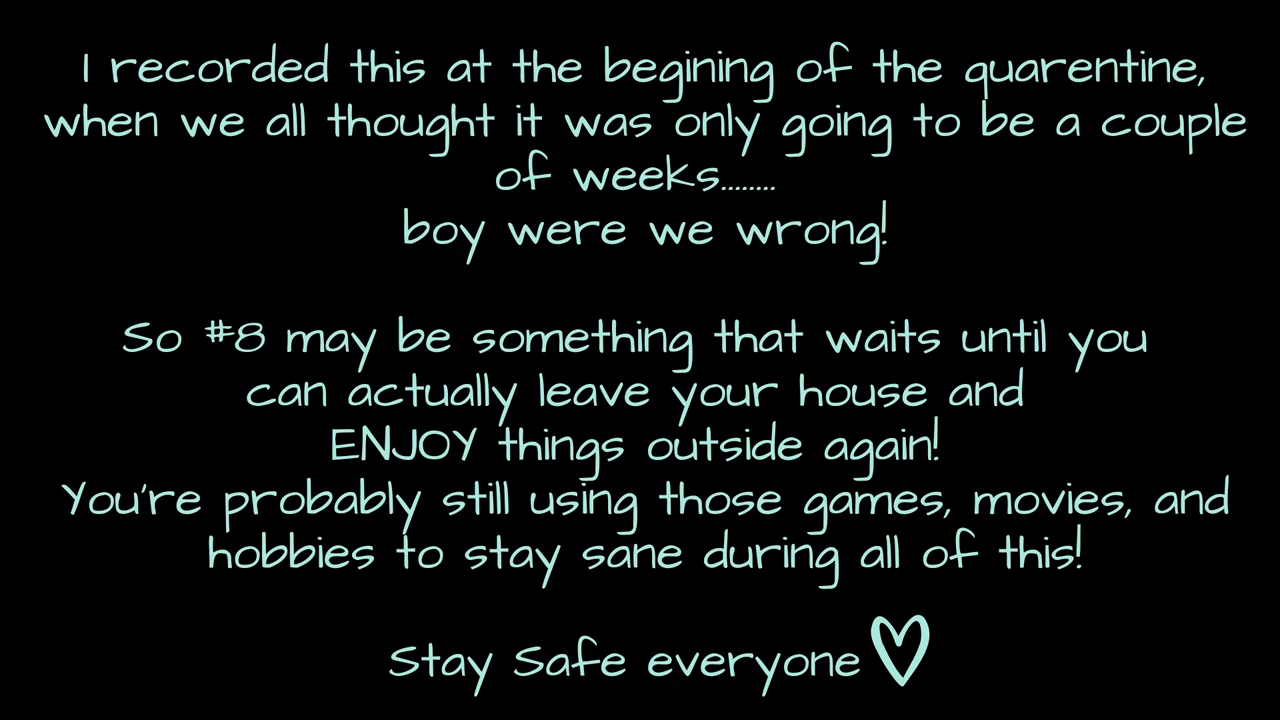 I recorded this at the begining of the quarentine,
when we all thought it was only going to be a couple
of weeks........
boy were we wrong!
So #8 may be something that waits until you
can actually leave your house and
ENJOY things outside again!
You're probably still using those games, movies, and
hobbies to stay sane during all of this!
Stay Safe everyone